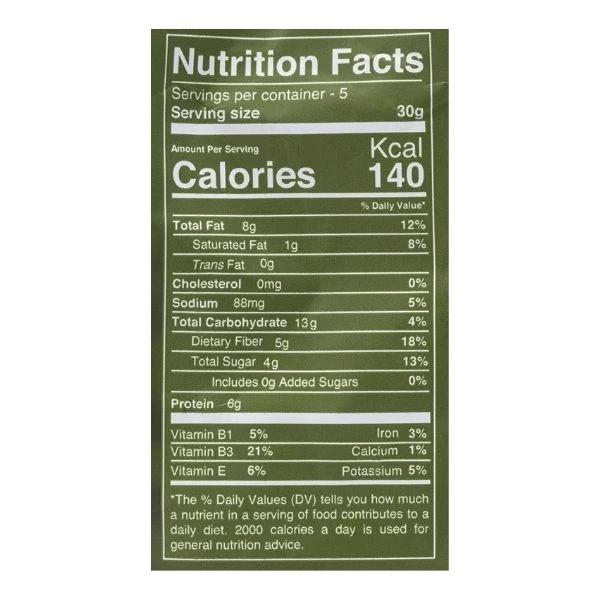 Nutrition Facts
Servings per container - 5
Serving size 30g
Amount Per Serving Kcal
Calories 140
% Daily Value*
Total Fat 8g 12%
Saturated Fat 1g 8%
Trans Fat 0g
Cholesterol 0mg 0%
Sodium 88mg 5%
Total Carbohydrate 13g 4%
Dietary Fiber 5g 18%
Total Sugar 4g 13%
Includes 0g Added Sugars 0%
Protein 6g
Vitamin B1 5% Iron 3%
Vitamin B3 21% Calcium 1%
Vitamin E 6% Potassium 5%
*The % Daily Values (DV) tells you how much
a nutrient in a serving of food contributes to a
daily diet. 2000 calories a day is used for
general nutrition advice.